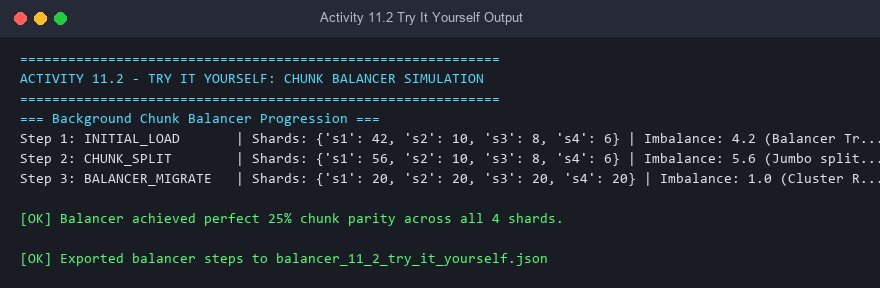 Activity 11.2 Try It Yourself Output
============================================================
ACTIVITY 11.2 - TRY IT YOURSELF: CHUNK BALANCER SIMULATION
============================================================
=== Background Chunk Balancer Progression ===
Step 1: INITIAL_LOAD       | Shards: {'s1': 42, 's2': 10, 's3': 8, 's4': 6} | Imbalance: 4.2 (Balancer Tr...
Step 2: CHUNK_SPLIT        | Shards: {'s1': 56, 's2': 10, 's3': 8, 's4': 6} | Imbalance: 5.6 (Jumbo split...
Step 3: BALANCER_MIGRATE   | Shards: {'s1': 20, 's2': 20, 's3': 20, 's4': 20} | Imbalance: 1.0 (Cluster R...
[OK] Balancer achieved perfect 25% chunk parity across all 4 shards.
[OK] Exported balancer steps to balancer_11_2_try_it_yourself.json